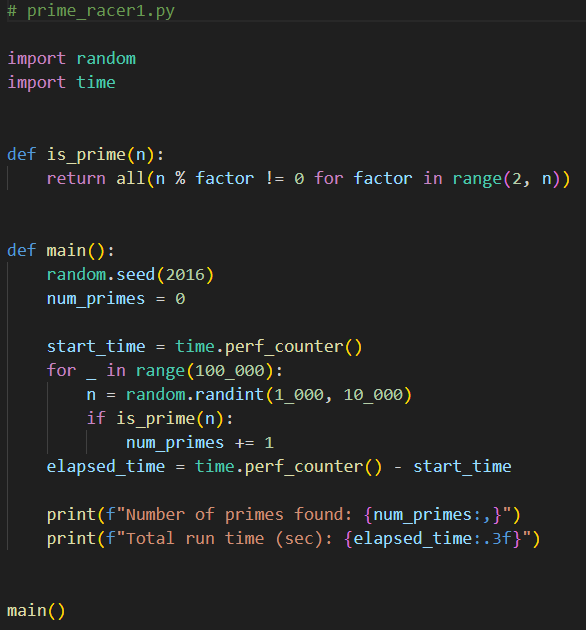 # prime_racer1.py
import random
import time
def is_prime(n):
    return all(n % factor != 0 for factor in range(2, n))
def main():
    random.seed(2016)
    num_primes = 0
    start_time = time.perf_counter()
    for _ in range(100_000):
        n = random.randint(1_000, 10_000)
        if is_prime(n):
            num_primes += 1
    elapsed_time = time.perf_counter() - start_time
    print(f"Number of primes found: {num_primes:,}")
    print(f"Total run time (sec): {elapsed_time:.3f}")
main()